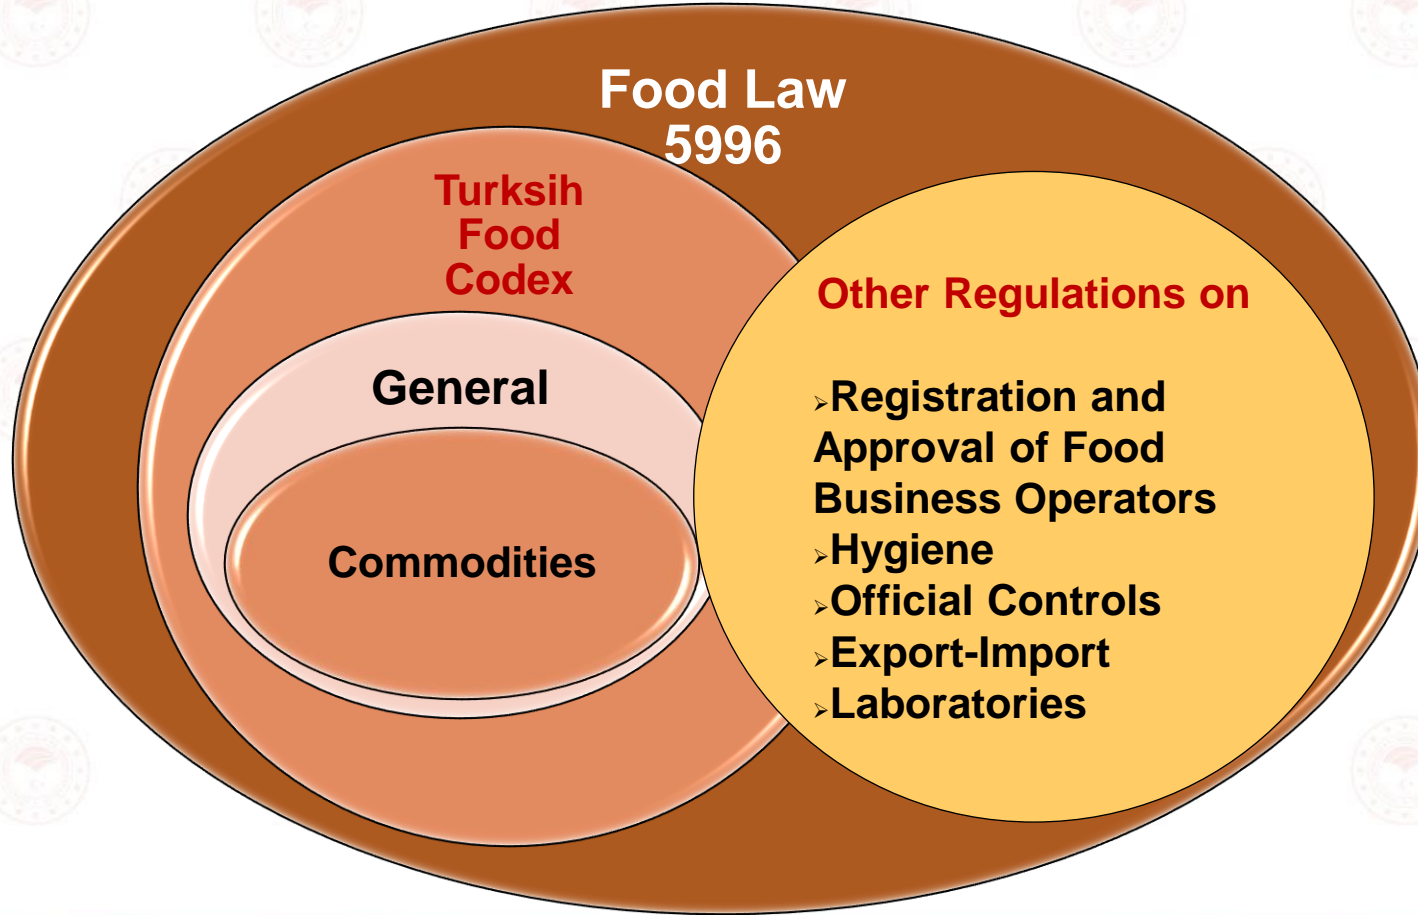 Food Law
5996
Turksih
Food
Codex
General
Commodities
Other Regulations on
➢Registration and
Approval of Food
Business Operators
➢Hygiene
➢Official Controls
➢Export-Import
➢Laboratories